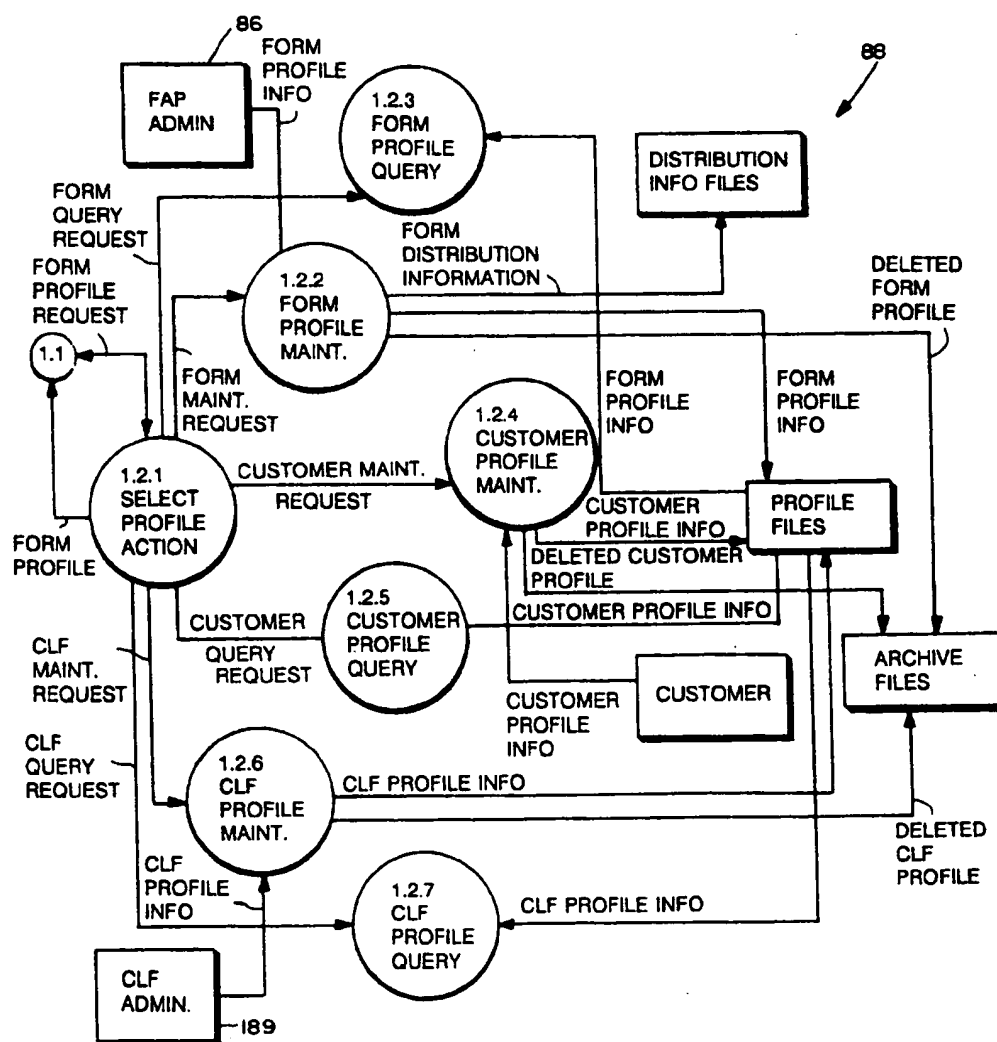 86
FORM
PROFILE
INFO
88
FAP
ADMIN
1.2.3
FORM
PROFILE
QUERY
DISTRIBUTION
INFO FILES
FORM
QUERY
REQUEST
FORM
DISTRIBUTION
INFORMATION
FORM
PROFILE
REQUEST
1.2.2
FORM
PROFILE
MAINT.
DELETED
FORM
PROFILE
1.1
FORM
MAINT.
REQUEST
FORM
PROFILE
INFO
FORM
PROFILE
INFO
1.2.4
CUSTOMER
PROFILE
MAINT.
1.2.1
SELECT
PROFILE
ACTION
CUSTOMER MAINT.
REQUEST
PROFILE
FILES
CUSTOMER
PROFILE INFO
FORM
PROFILE
DELETED CUSTOMER
PROFILE
1.2.5
CUSTOMER
PROFILE
QUERY
CUSTOMER
QUERY
REQUEST
CUSTOMER PROFILE INFO
CLF
MAINT.
REQUEST
ARCHIVE
FILES
CUSTOMER
CUSTOMER
PROFILE
INFO
CLF
QUERY
REQUEST
1.2.6
CLF
PROFILE
MAINT.
CLF PROFILE INFO
DELETED
CLF
PROFILE
CLF
PROFILE
INFO
1.2.7
CLF
PROFILE
QUERY
CLF PROFILE INFO
CLF
ADMIN.
189